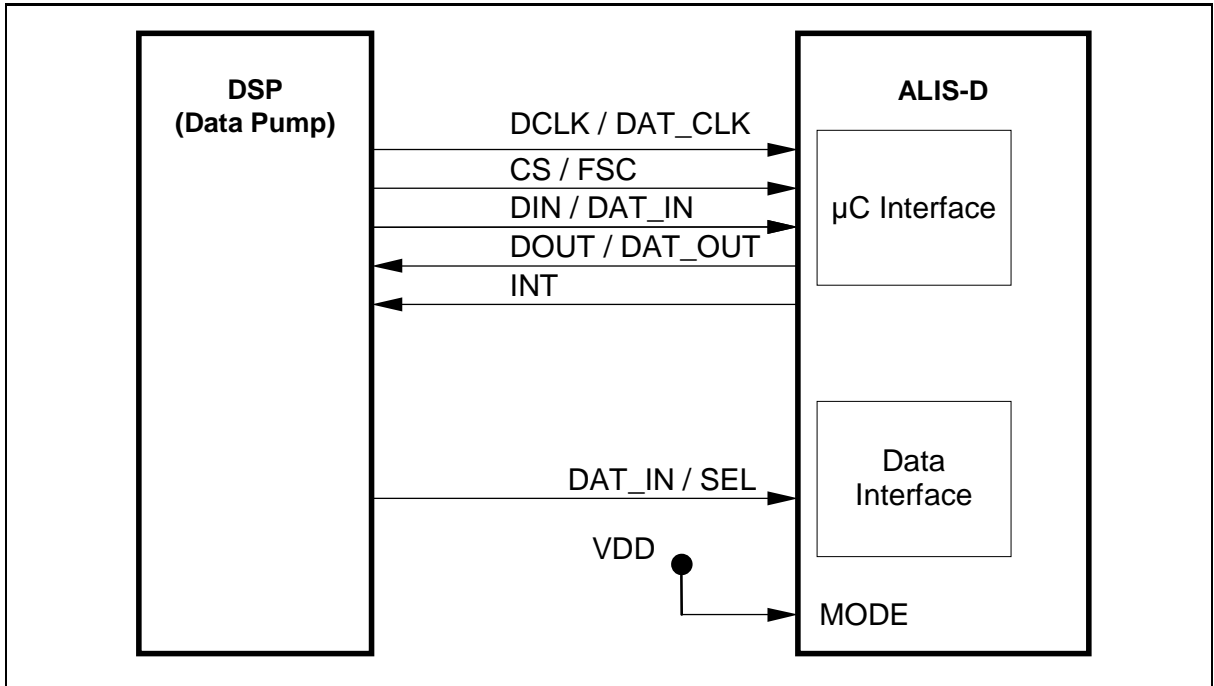 DSP
(Data Pump)
ALIS-D
DCLK / DAT_CLK
CS / FSC
DIN / DAT_IN
DOUT / DAT_OUT
INT
µC Interface
DAT_IN / SEL
Data
Interface
VDD
MODE